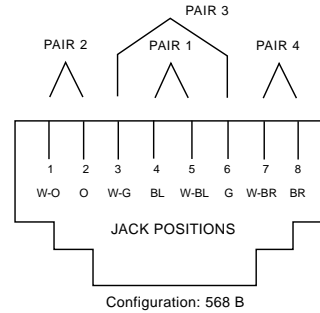 PAIR 3
PAIR 2 PAIR 1 PAIR 4
1 2 3 4 5 6 7 8
W-O O W-G BL W-BL G W-BR BR
JACK POSITIONS
Configuration: 568 B